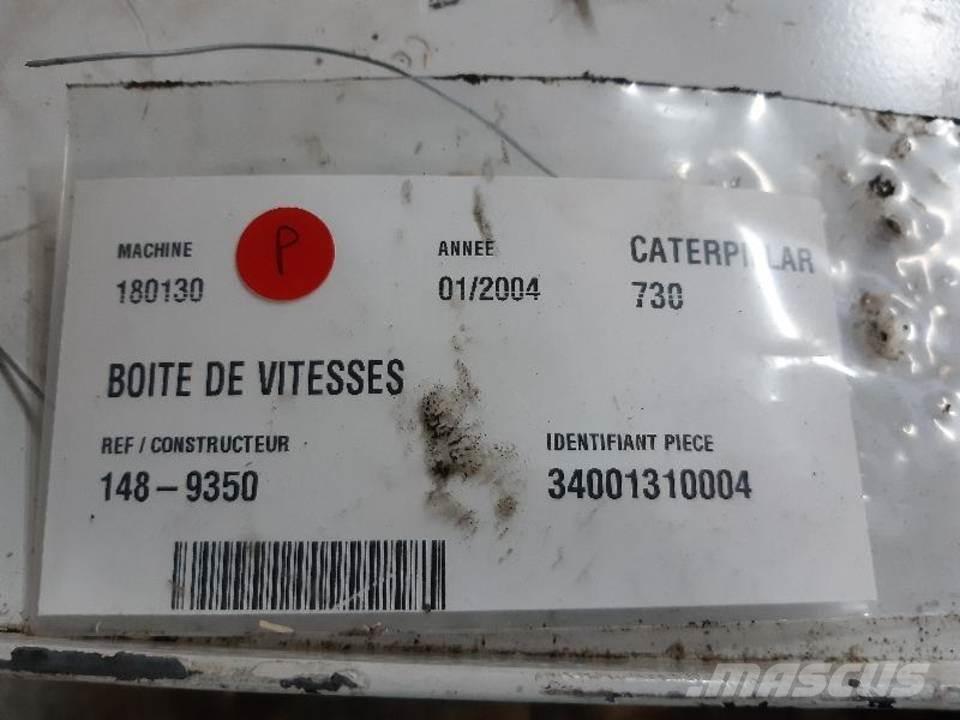 MACHINE
P
ANNEE
CATERPILLAR
180130
01/2004
730
BOITE DE VITESSES
REF / CONSTRUCTEUR
IDENTIFIANT PIECE
148-9350
34001310004
MASCUS